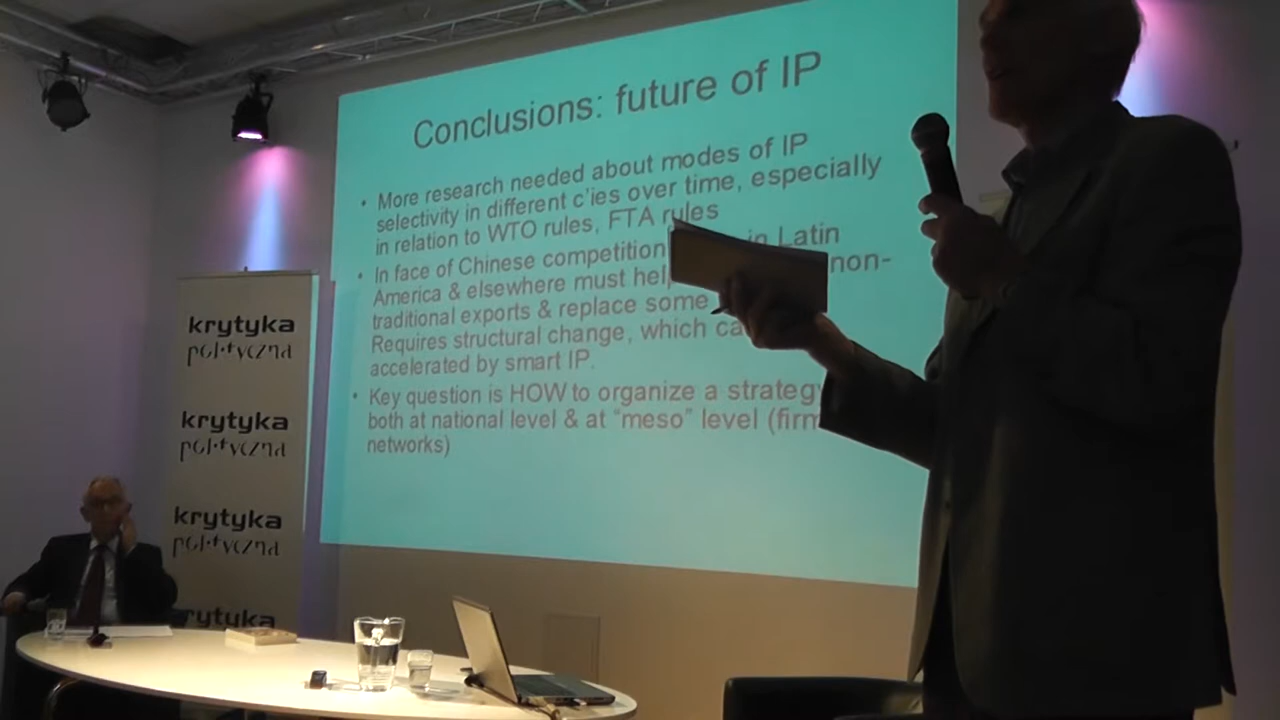 Conclusions: future of IP
• More research needed about modes of IP
selectivity in different c'ies over time, especially
in relation to WTO rules, FTA rules
• In face of Chinese competition in Latin
America & elsewhere must help non-
traditional exports & replace some
Requires structural change, which
accelerated by smart IP.
• Key question is HOW to organize a
both at national level & at “meso” level
networks)
krytyka
polityczna
krytyka
polityczna
krytyka
polityczna
krytyka